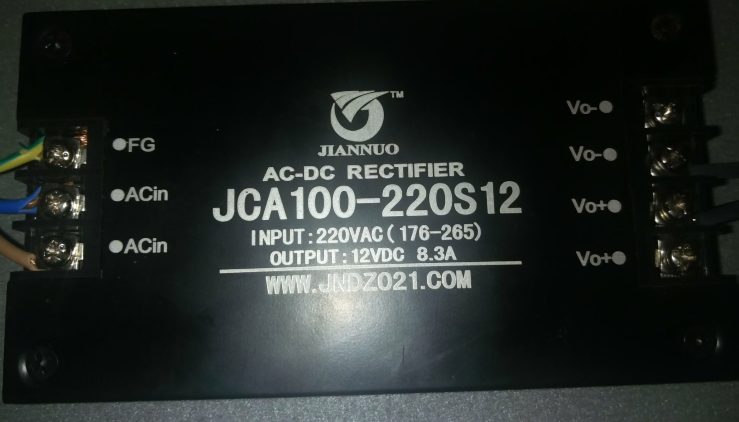 TM
JIANNUO
AC-DC RECTIFIER
JCA100-220S12
INPUT:220VAC(176-265)
OUTPUT:12VDC 8.3A
WWW.JNDZ021.COM
FG
ACin
ACin
Vo-
Vo-
Vo+
Vo+